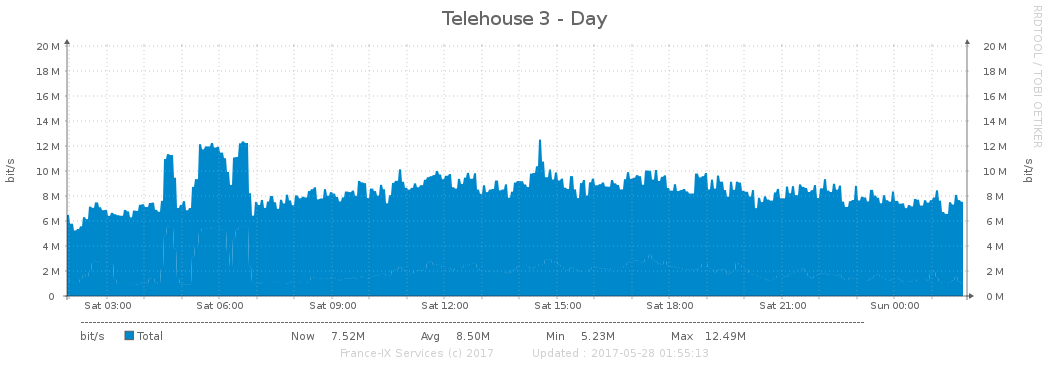 Telehouse 3 - Day
RRDTOOL / TOBI OETIKER
20 M 20 M
18 M 18 M
16 M 16 M
14 M 14 M
12 M 12 M
10 M 10 M
8 M 8 M
6 M 6 M
4 M 4 M
2 M 2 M
0 0 M
bit/s
bit/s
Sat 03:00 Sat 06:00 Sat 09:00 Sat 12:00 Sat 15:00 Sat 18:00 Sat 21:00 Sun 00:00
bit/s Total Now 7.52M Avg 8.50M Min 5.23M Max 12.49M
France-IX Services (c) 2017 Updated : 2017-05-28 01:55:13